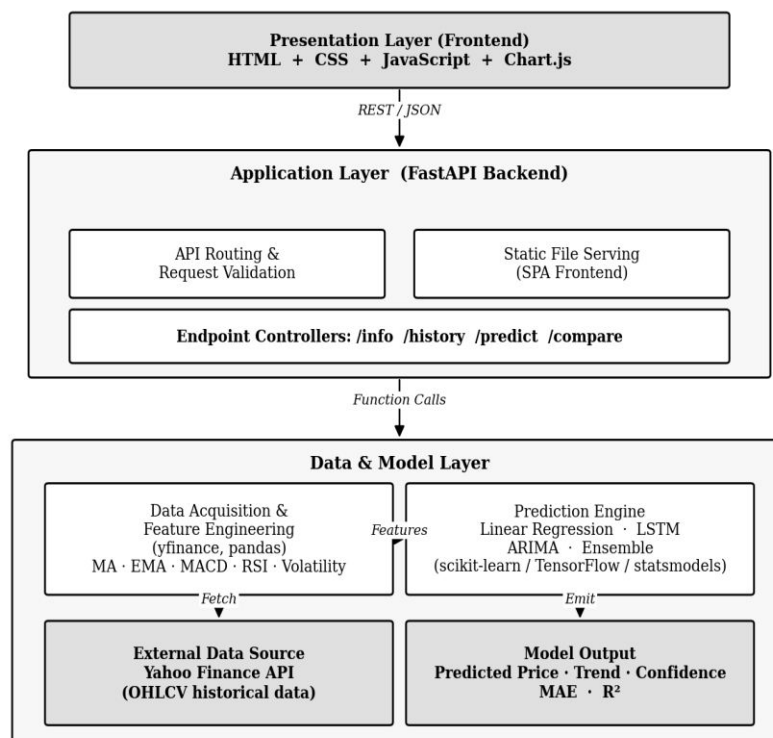 Presentation Layer (Frontend)
HTML + CSS + JavaScript + Chart.js
REST / JSON
Application Layer (FastAPI Backend)
API Routing &
Request Validation
Static File Serving
(SPA Frontend)
Endpoint Controllers: /info /history /predict /compare
Function Calls
Data & Model Layer
Data Acquisition &
Feature Engineering
(yfinance, pandas)
MA · EMA · MACD · RSI · Volatility
Features
Prediction Engine
Linear Regression · LSTM
ARIMA · Ensemble
(scikit-learn / TensorFlow / statsmodels)
Fetch
Emit
External Data Source
Yahoo Finance API
(OHLCV historical data)
Model Output
Predicted Price · Trend · Confidence
MAE · R²